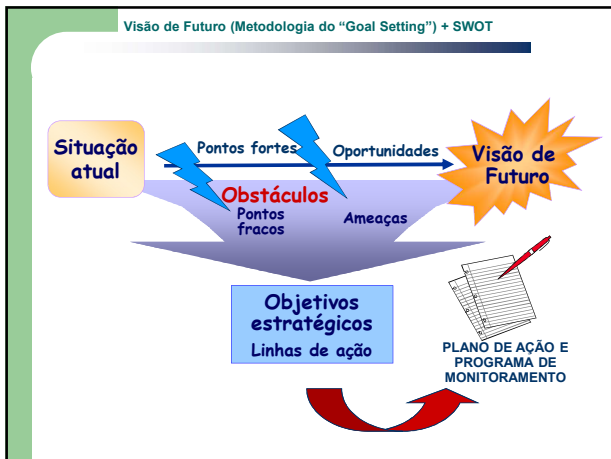 Visão de Futuro (Metodologia do “Goal Setting”) + SWOT
Situação
atual
Pontos fortes
Oportunidades
Visão de
Futuro
Obstáculos
Pontos
fracos
Ameaças
Objetivos
estratégicos
Linhas de ação
PLANO DE AÇÃO E
PROGRAMA DE
MONITORAMENTO